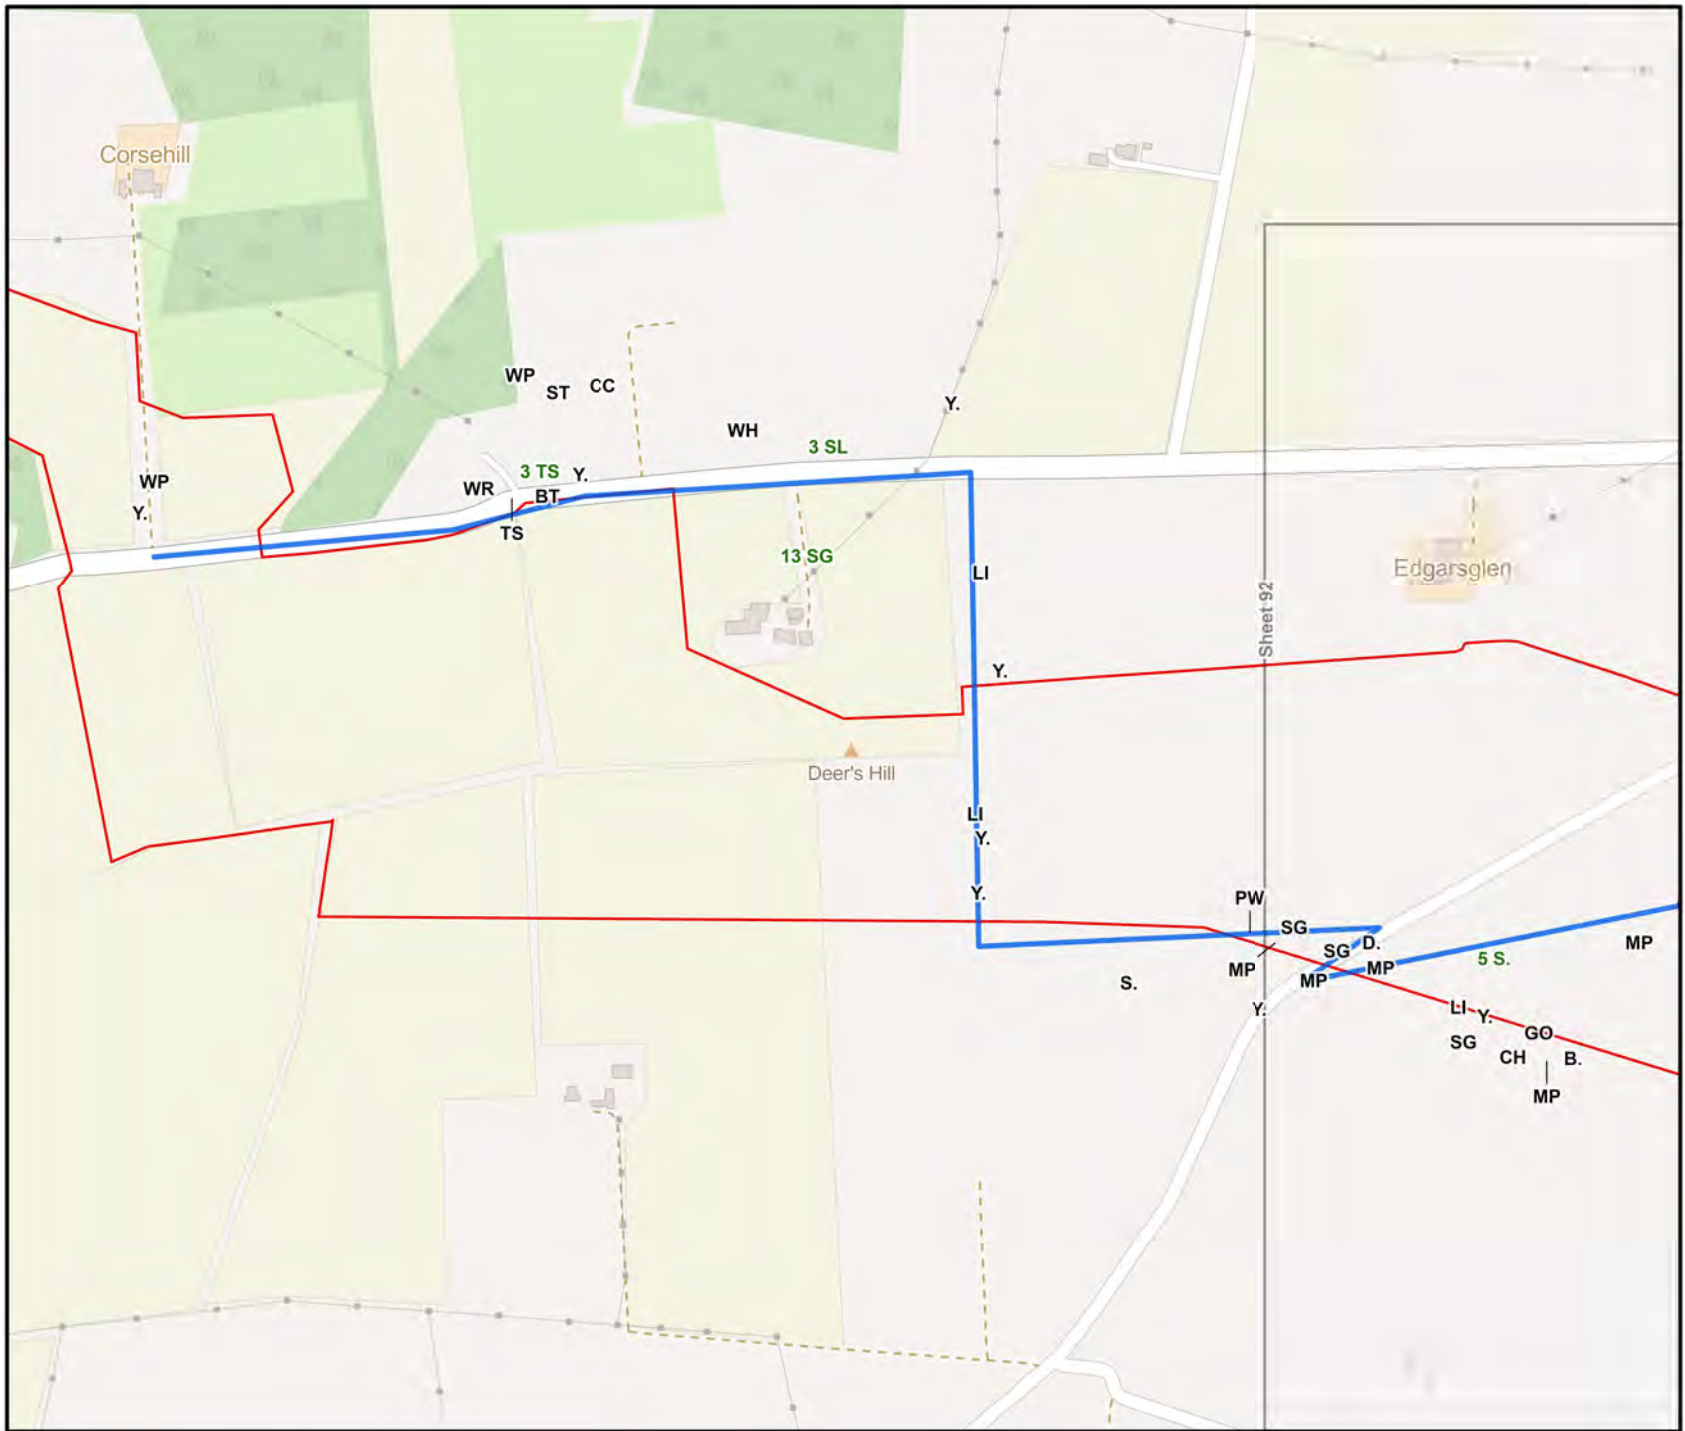 Corsehill
WP
ST
CC
Y.
WH
3 SL
WP
3 TS
Y.
WR
BT
Y.
TS
13 SG
LI
Edgarsglen
Sheet 92
Y.
Deer's Hill
LI
Y.
Y.
PW
SG
D.
SG
MP
MP
MP
MP
5 S.
S.
Y.
LI
Y.
GO
SG
CH
B.
MP